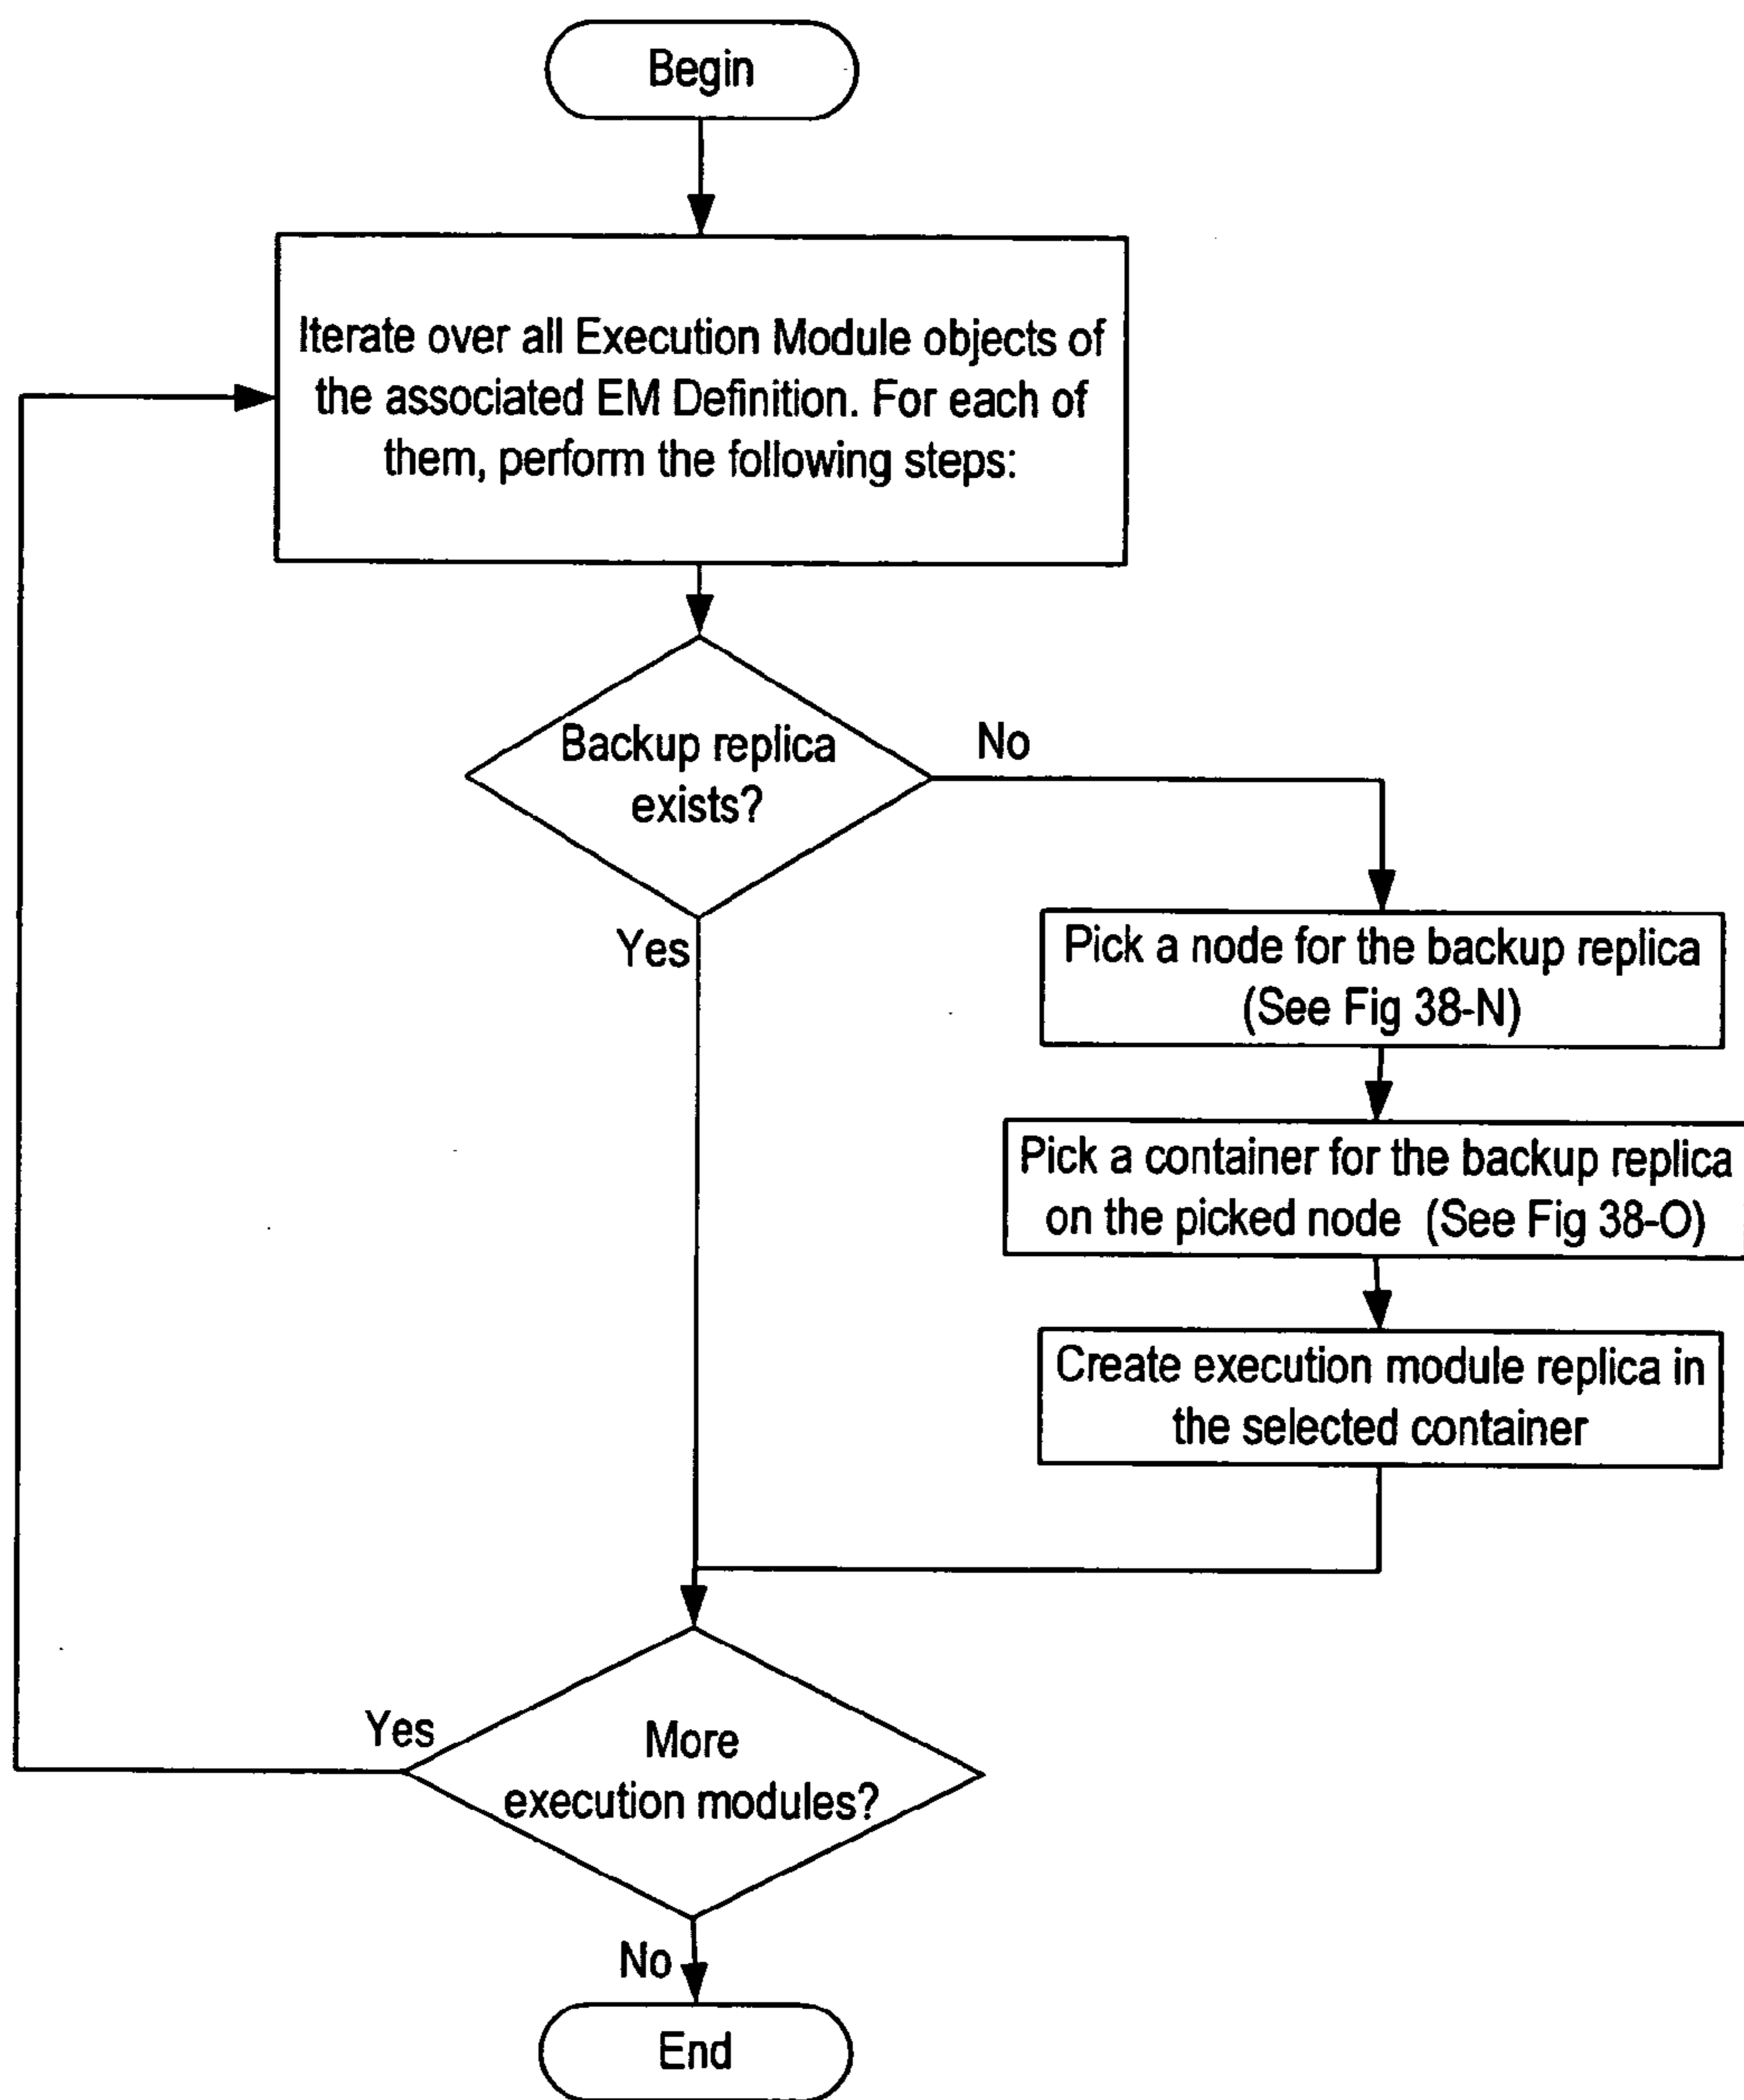 Begin
Iterate over all Execution Module objects of
the associated EM Definition. For each of
them, perform the following steps:
Backup replica
exists?
No
Yes
Pick a node for the backup replica
(See Fig 38-N)
Pick a container for the backup replica
on the picked node (See Fig 38-O)
Create execution module replica in
the selected container
Yes
More
execution modules?
No
End